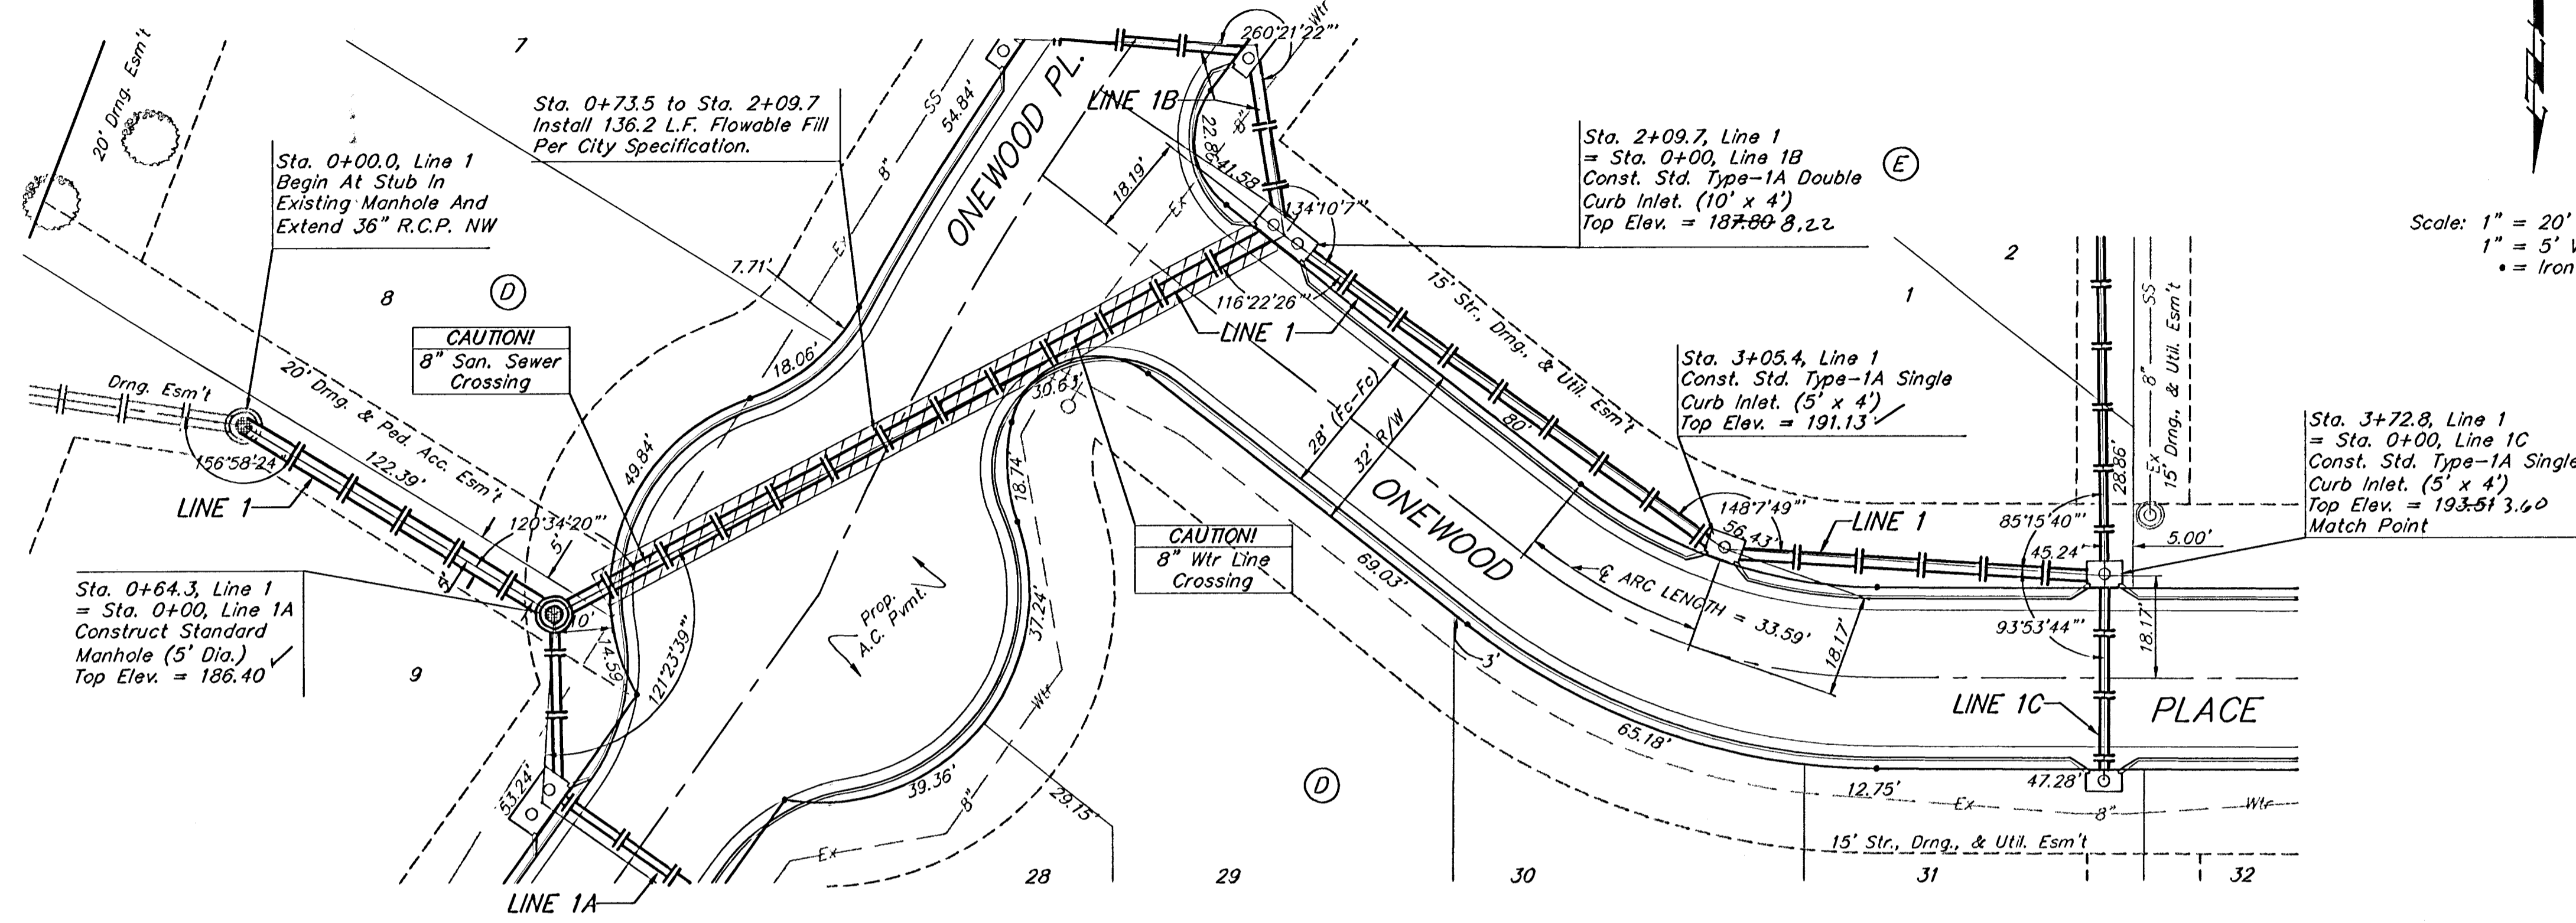 7
20' Drng. Esm't
Sta. 0+73.5 to Sta. 2+09.7
Install 136.2 L.F. Flowable Fill
Per City Specification.
Sta. 0+00.0, Line 1
Begin At Stub In
Existing Manhole And
Extend 36" R.C.P. NW
8
D
CAUTION!
8" San. Sewer
Crossing
20' Drng. & Ped. Acc. Esm't
Drng. Esm't
156°58'24"
122.39'
LINE 1
120°34'20"
5'
10'
14.59'
121°23'39"
Sta. 0+64.3, Line 1
= Sta. 0+00, Line 1A
Construct Standard
Manhole (5' Dia.)
Top Elev. = 186.40
9
53.24'
LINE 1A
SS
54.84'
8"
Ex
7.71'
18.06'
49.84'
ONEWOOD PL.
LINE 1B
260°21'22"
Wtr
8"
22.86'
41.58
18.19'
Ex
134°10'7"
116°22'26"
LINE 1
30.63'
18.74'
37.24'
Prop.
A.C. Pvmt.
39.36'
29.15'
Wtr
8"
Ex
CAUTION!
8" Wtr Line
Crossing
28
29
30
31
32
D
Sta. 2+09.7, Line 1
= Sta. 0+00, Line 1B
Const. Std. Type-1A Double
Curb Inlet. (10' x 4')
Top Elev. = 187.80 8.22
E
15' Str., Drng., & Util. Esm't
Sta. 3+05.4, Line 1
Const. Std. Type-1A Single
Curb Inlet. (5' x 4')
Top Elev. = 191.13
28' (Fc-Fc)
32' R/W
80'
ONEWOOD
148°7'49"
56.43'
LINE 1
℄ ARC LENGTH = 33.59'
18.17'
69.03'
3'
65.18'
12.75'
47.28'
Ex
8"
Wtr
15' Str., Drng., & Util. Esm't
2
1
SS
8"
Ex
15' Drng., & Util. Esm't
28.86'
85°15'40"
45.24'
5.00'
93°53'44"
18.17'
LINE 1C
PLACE
Sta. 3+72.8, Line 1
= Sta. 0+00, Line 1C
Const. Std. Type-1A Single
Curb Inlet. (5' x 4')
Top Elev. = 193.51 3.60
Match Point
Scale: 1" = 20'
1" = 5'
• = Iron